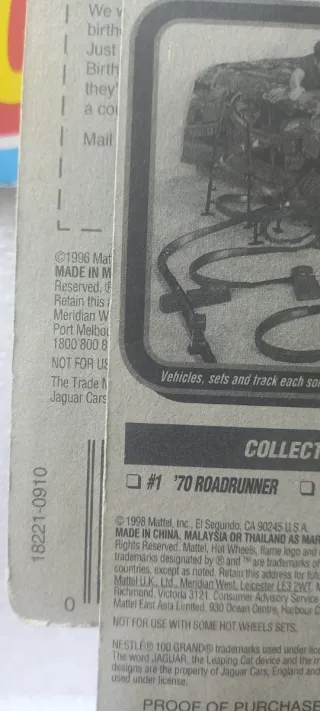 We
birth
Just
Birth
they'
a co
Mail
©1996 Mat
MADE IN M
Reserved.
Retain this
Meridian W
Port Melbou
1800 800 8
NOT FOR US
The Trade M
Jaguar Cars
18221-0910
0
Vehicles, sets and track each so
COLLECT
❏ #1 '70 ROADRUNNER ❏
© 1998 Mattel, Inc., El Segundo, CA 90245 U.S.A.
MADE IN CHINA, MALAYSIA OR THAILAND AS MAR
Rights Reserved. Mattel, Hot Wheels, flame logo and
trademarks designated by ® and ™ are trademarks of
countries, except as noted. Retain this address for futu
Mattel U.K., Ltd., Meridian West, Leicester LE3 2WT. M
Richmond, Victoria 3121. Consumer Advisory Service
Mattel East Asia Limited, 930 Ocean Centre, Harbour C
NOT FOR USE WITH SOME HOT WHEELS SETS.
NESTLÉ® 100 GRAND® trademarks used under lice
The word JAGUAR, the Leaping Cat device and the m
designs are the property of Jaguar Cars, England and
used under license.
PROOF OF PURCHASE